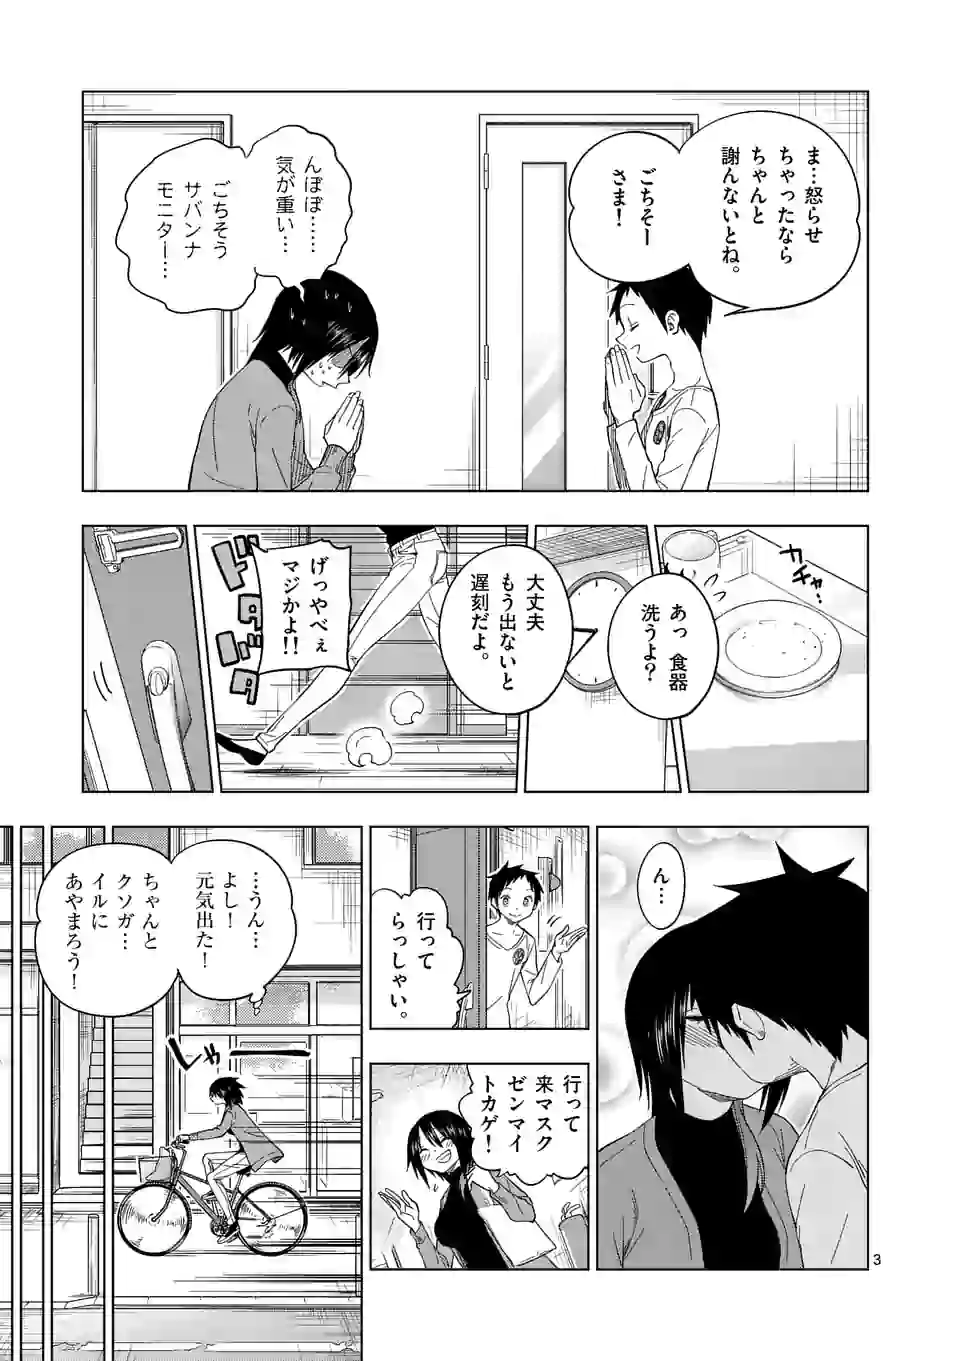 ま…怒らせ
ちゃったなら
ちゃんと
謝んないとね。
ごちそー
さま！
んぽぽ……
気が重い…
ごちそう
サバンナ
モニター…
カチャ…
あっ 食器
洗うよ？
大丈夫
もう出ないと
遅刻だよ。
げっやべぇ
マジかよ!!
ドタドタ
ん…
行って
らっしゃい。
行って
来マスク
ゼンマイ
トカゲ！
…うん…
よし！
元気出た！
ちゃんと
クソガ…
イルに
あやまろう！
しゃーーー
3